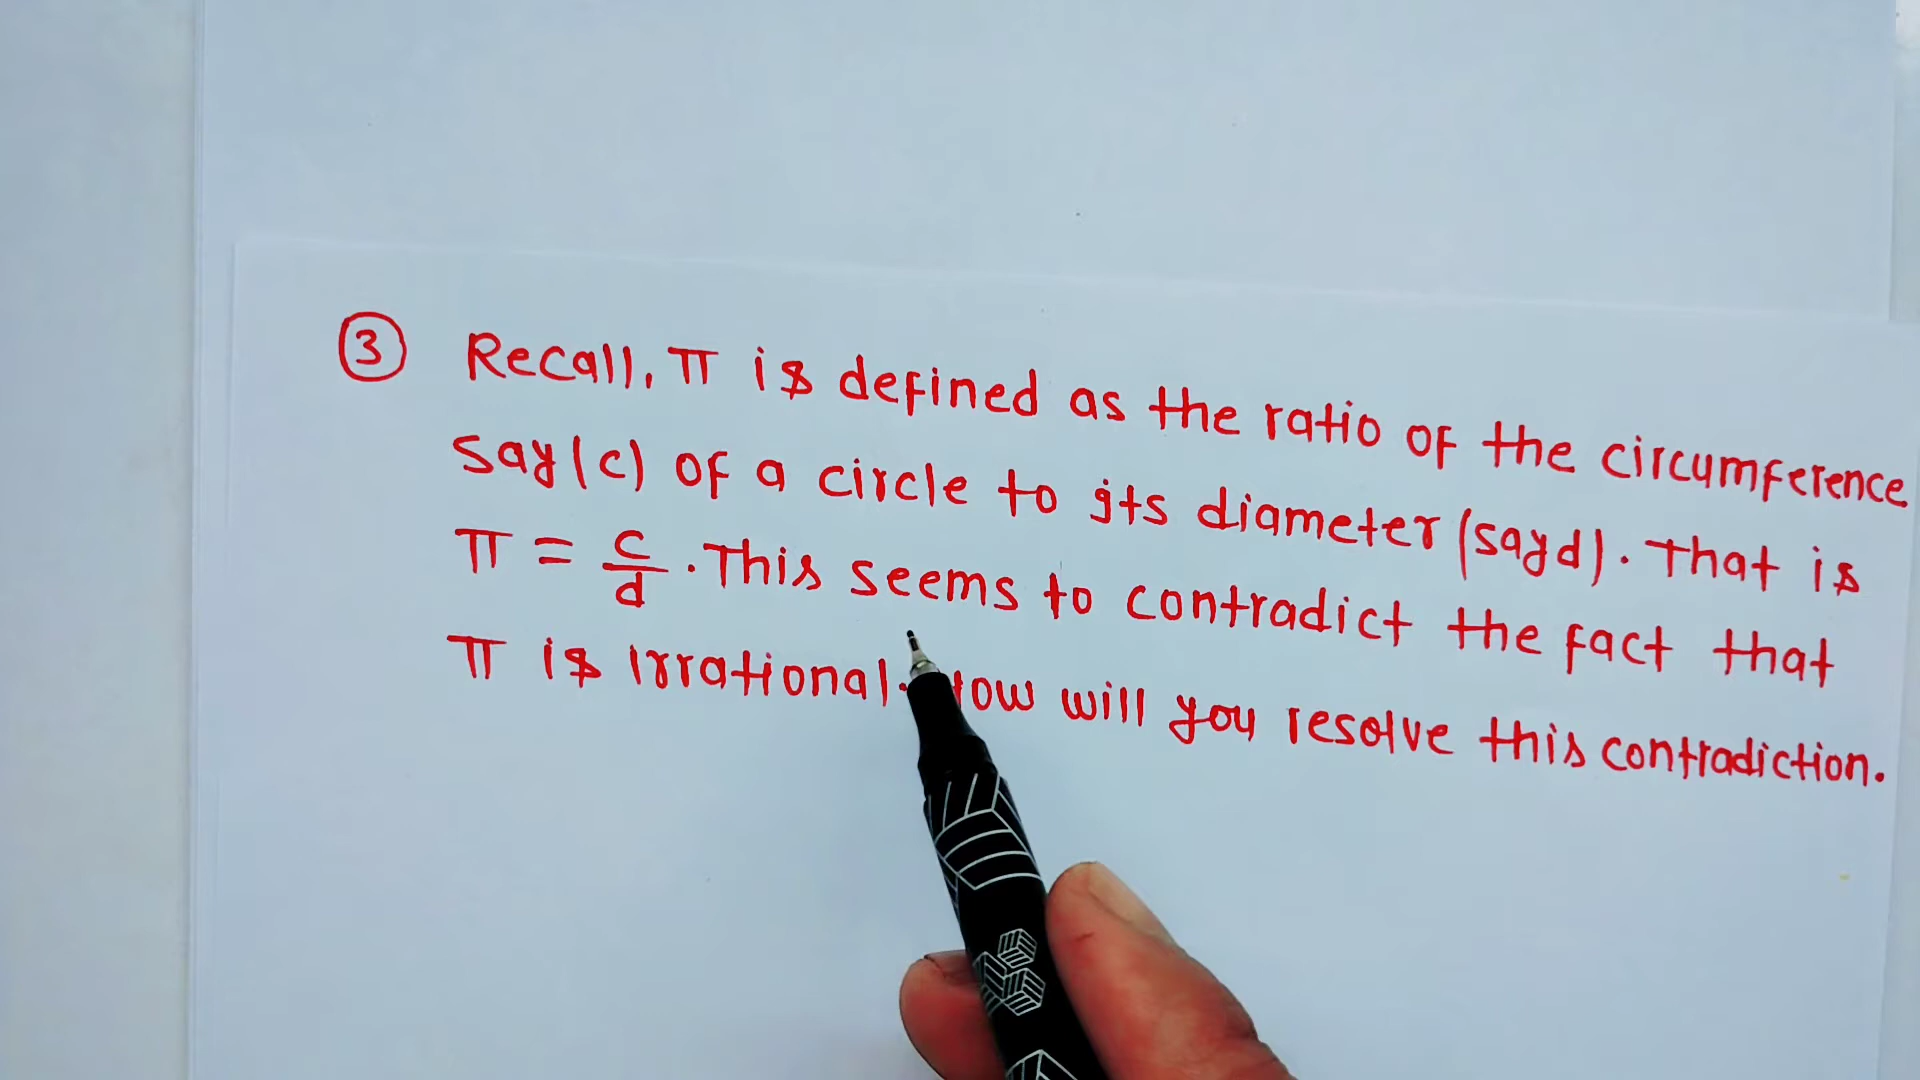 ③ Recall, π is defined as the ratio of the circumference
say(c) of a circle to its diameter (say d). That is
π = c/d. This seems to contradict the fact that
π is irrational. will you resolve this contradiction.